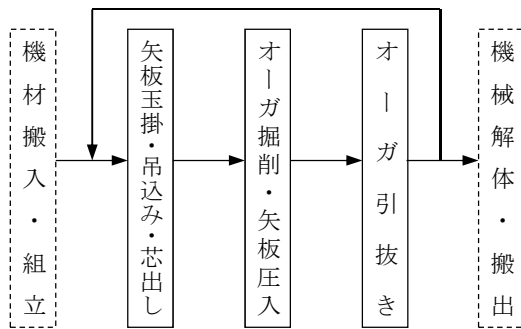 機材搬入・組立
矢板玉掛・吊込み・芯出し
オーガ掘削・矢板圧入
オーガ引抜き
機械解体・搬出